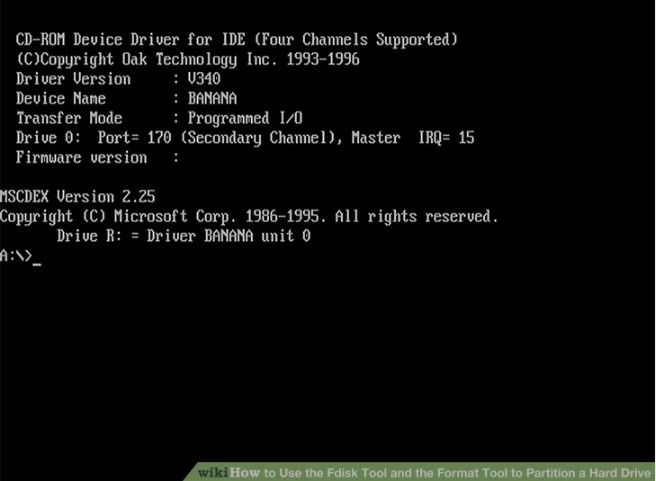 CD-ROM Device Driver for IDE (Four Channels Supported)
(C)Copyright Oak Technology Inc. 1993-1996
Driver Version : V340
Device Name : BANANA
Transfer Mode : Programmed I/O
Drive 0: Port= 170 (Secondary Channel), Master IRQ= 15
Firmware version :
MSCDEX Version 2.25
Copyright (C) Microsoft Corp. 1986-1995. All rights reserved.
Drive R: = Driver BANANA unit 0
A:\>_
wikiHow to Use the Fdisk Tool and the Format Tool to Partition a Hard Drive